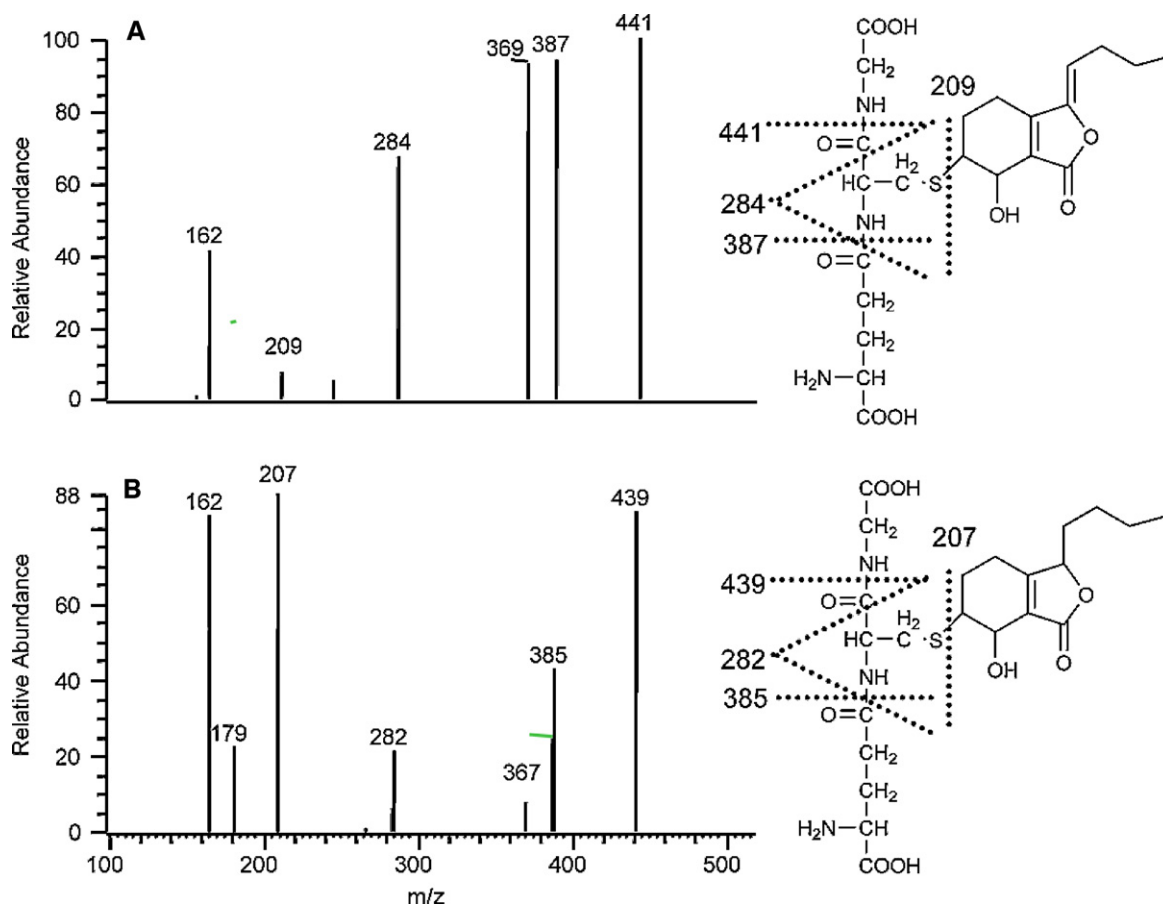 A
Relative Abundance
100
80
60
40
20
0
162
209
284
369
387
441
COOH
CH2
NH
O=C
HC
H2
C
S
NH
O=C
CH2
CH2
H2N
CH
COOH
OH
O
O
209
441
284
387
B
Relative Abundance
88
60
40
20
0
162
179
207
282
367
385
439
100
200
300
400
500
m/z
COOH
CH2
NH
O=C
HC
H2
C
S
NH
O=C
CH2
CH2
H2N
CH
COOH
OH
O
O
207
439
282
385